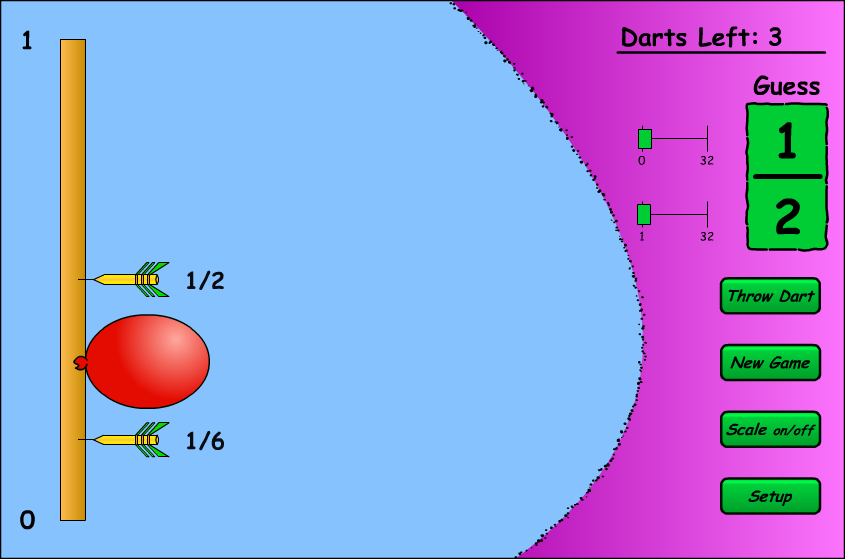 1
Darts Left: 3
Guess
1
2
0 32
1 32
1/2
Throw Dart
New Game
1/6
Scale on/off
Setup
0